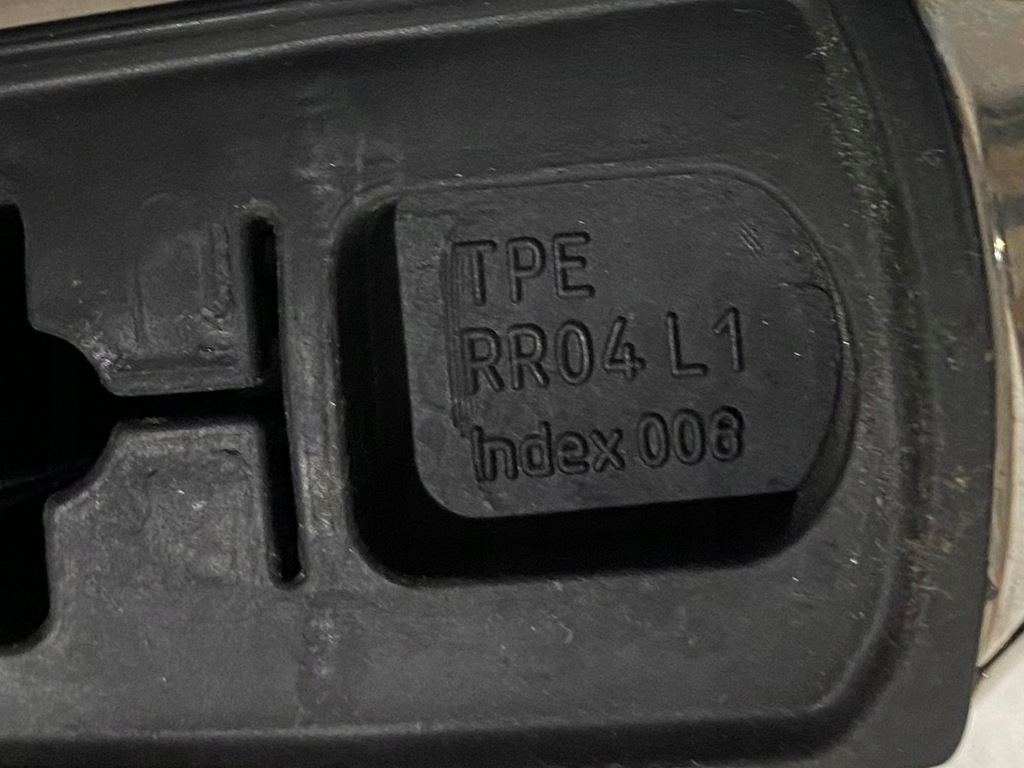 TPE
RR04 L1
Index 008